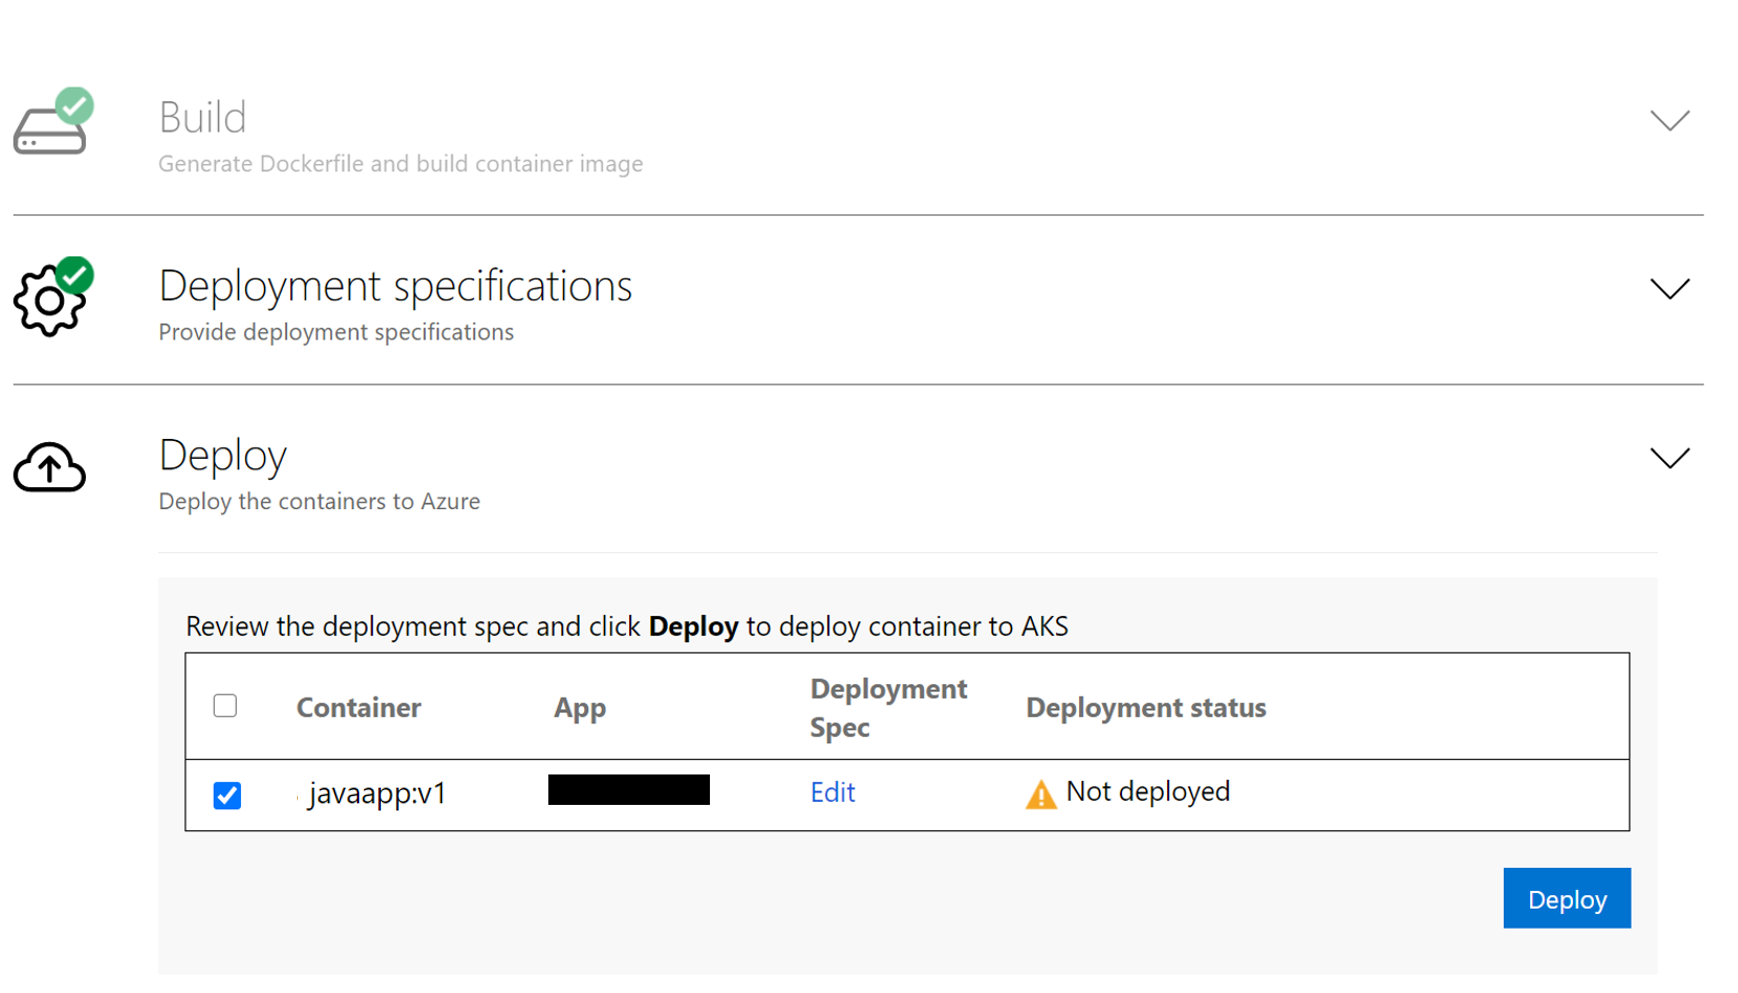 Build
Generate Dockerfile and build container image
Deployment specifications
Provide deployment specifications
Deploy
Deploy the containers to Azure
Review the deployment spec and click Deploy to deploy container to AKS
Container App Deployment Spec Deployment status
javaapp:v1 Edit Not deployed
Deploy